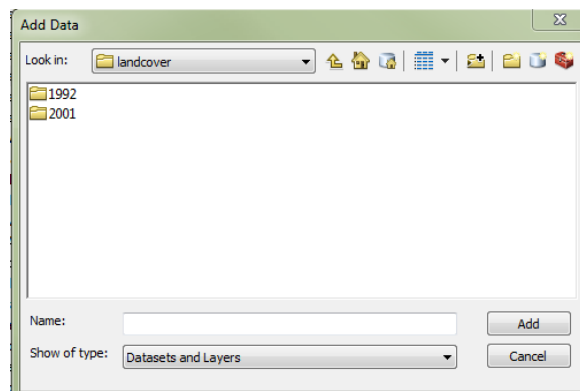 Add Data
Look in: landcover
1992
2001
Name: Add
Show of type: Datasets and Layers Cancel